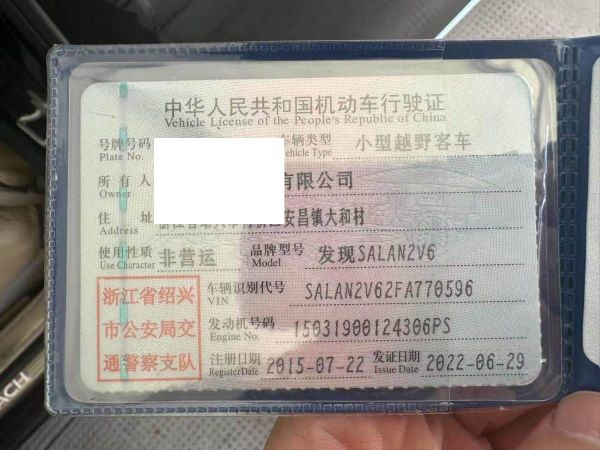 中华人民共和国机动车行驶证
Vehicle License of the People's Republic of China
号牌号码 车辆类型 小型越野客车
Plate No. Vehicle Type
所有人 有限公司
Owner
住址 安昌镇大和村
Address
使用性质 非营运 品牌型号 发现SALAN2V6
Use Character Model
浙江省绍兴
市公安局交
通警察支队
车辆识别代号 SALAN2V62FA770596
VIN
发动机号码 15031900124306PS
Engine No.
注册日期 2015-07-22 发证日期 2022-06-29
Register Date Issue Date
ACH